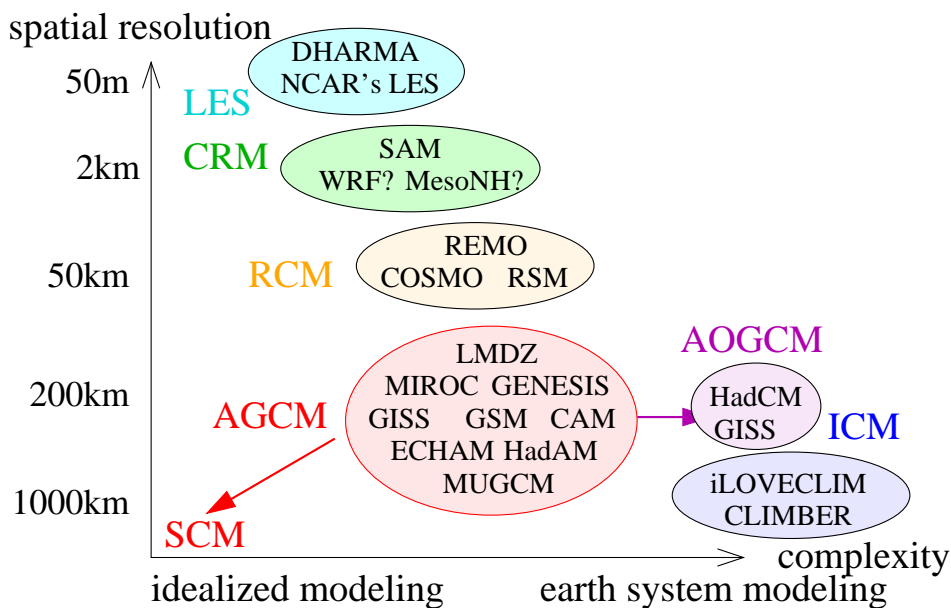 spatial resolution
50m
DHARMA
NCAR's LES
LES
2km
CRM
SAM
WRF? MesoNH?
50km
RCM
REMO
COSMO RSM
200km
AGCM
LMDZ
MIROC GENESIS
GISS GSM CAM
ECHAM HadAM
MUGCM
AOGCM
HadCM
GISS
ICM
iLOVECLIM
CLIMBER
1000km
SCM
complexity
idealized modeling
earth system modeling